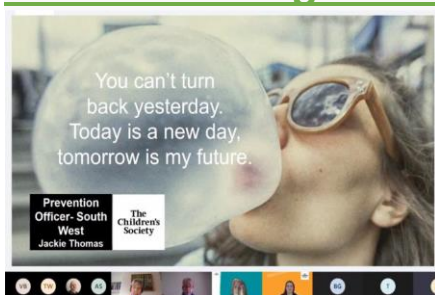 You can't turn
back yesterday.
Today is a new day,
tomorrow is my future.
Prevention
Officer- South
West
Jackie Thomas
The
Children's
Society
VB
TW
AS
BG
T